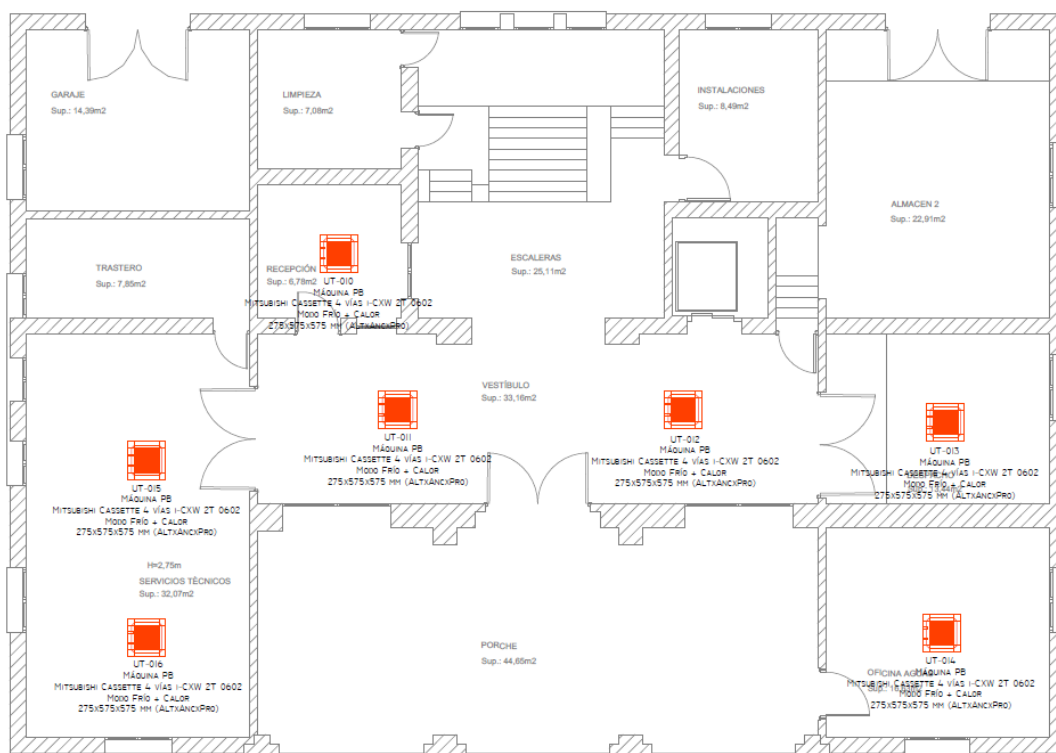 GARAJE
Sup.: 14,39m2
LIMPIEZA
Sup.: 7,08m2
INSTALACIONES
Sup.: 8,49m2
ALMACEN 2
Sup.: 22,91m2
TRASTERO
Sup.: 7,85m2
RECEPCIÓN
Sup.: 6,78m2
UT-010
MÁQUINA PB
MITSUBISHI CASSETTE 4 VÍAS I-CXW 2T 0602
MODO FRÍO + CALOR
275X575X575 MM (ALTXANCXPRO)
ESCALERAS
Sup.: 25,11m2
VESTÍBULO
Sup.: 33,16m2
UT-011
MÁQUINA PB
MITSUBISHI CASSETTE 4 VÍAS I-CXW 2T 0602
MODO FRÍO + CALOR
275X575X575 MM (ALTXANCXPRO)
UT-012
MÁQUINA PB
MITSUBISHI CASSETTE 4 VÍAS I-CXW 2T 0602
MODO FRÍO + CALOR
275X575X575 MM (ALTXANCXPRO)
UT-013
MÁQUINA PB
MITSUBISHI CASSETTE 4 VÍAS I-CXW 2T 0602
MODO FRÍO + CALOR
275X575X575 MM (ALTXANCXPRO)
UT-015
MÁQUINA PB
MITSUBISHI CASSETTE 4 VÍAS I-CXW 2T 0602
MODO FRÍO + CALOR
275X575X575 MM (ALTXANCXPRO)
H=2,75m
SERVICIOS TÉCNICOS
Sup.: 32,07m2
UT-016
MÁQUINA PB
MITSUBISHI CASSETTE 4 VÍAS I-CXW 2T 0602
MODO FRÍO + CALOR
275X575X575 MM (ALTXANCXPRO)
PORCHE
Sup.: 44,65m2
UT-014
MÁQUINA PB
OFICINA AGUAS
MITSUBISHI CASSETTE 4 VÍAS I-CXW 2T 0602
Sup.:
MODO FRÍO + CALOR
275X575X575 MM (ALTXANCXPRO)